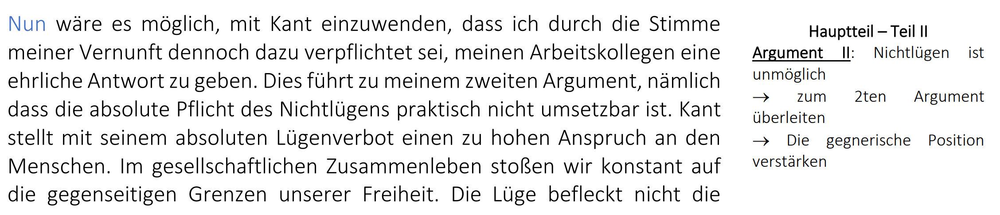 Nun wäre es möglich, mit Kant einzuwenden, dass ich durch die Stimme
meiner Vernunft dennoch dazu verpflichtet sei, meinen Arbeitskollegen eine
ehrliche Antwort zu geben. Dies führt zu meinem zweiten Argument, nämlich
dass die absolute Pflicht des Nichtlügens praktisch nicht umsetzbar ist. Kant
stellt mit seinem absoluten Lügenverbot einen zu hohen Anspruch an den
Menschen. Im gesellschaftlichen Zusammenleben stoßen wir konstant auf
die gegenseitigen Grenzen unserer Freiheit. Die Lüge befleckt nicht die
Hauptteil – Teil II
Argument II: Nichtlügen ist
unmöglich
→ zum 2ten Argument
überleiten
→ Die gegnerische Position
verstärken